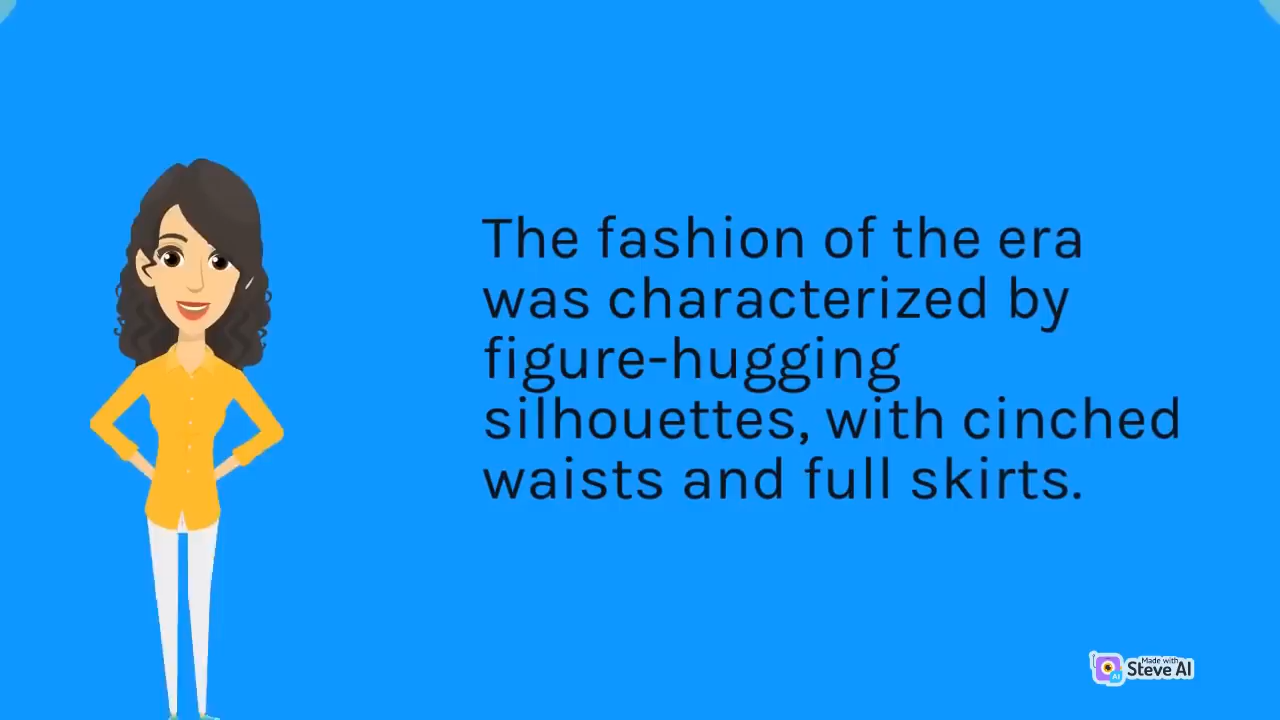 The fashion of the era
was characterized by
figure-hugging
silhouettes, with cinched
waists and full skirts.
Made with
Steve AI
AI